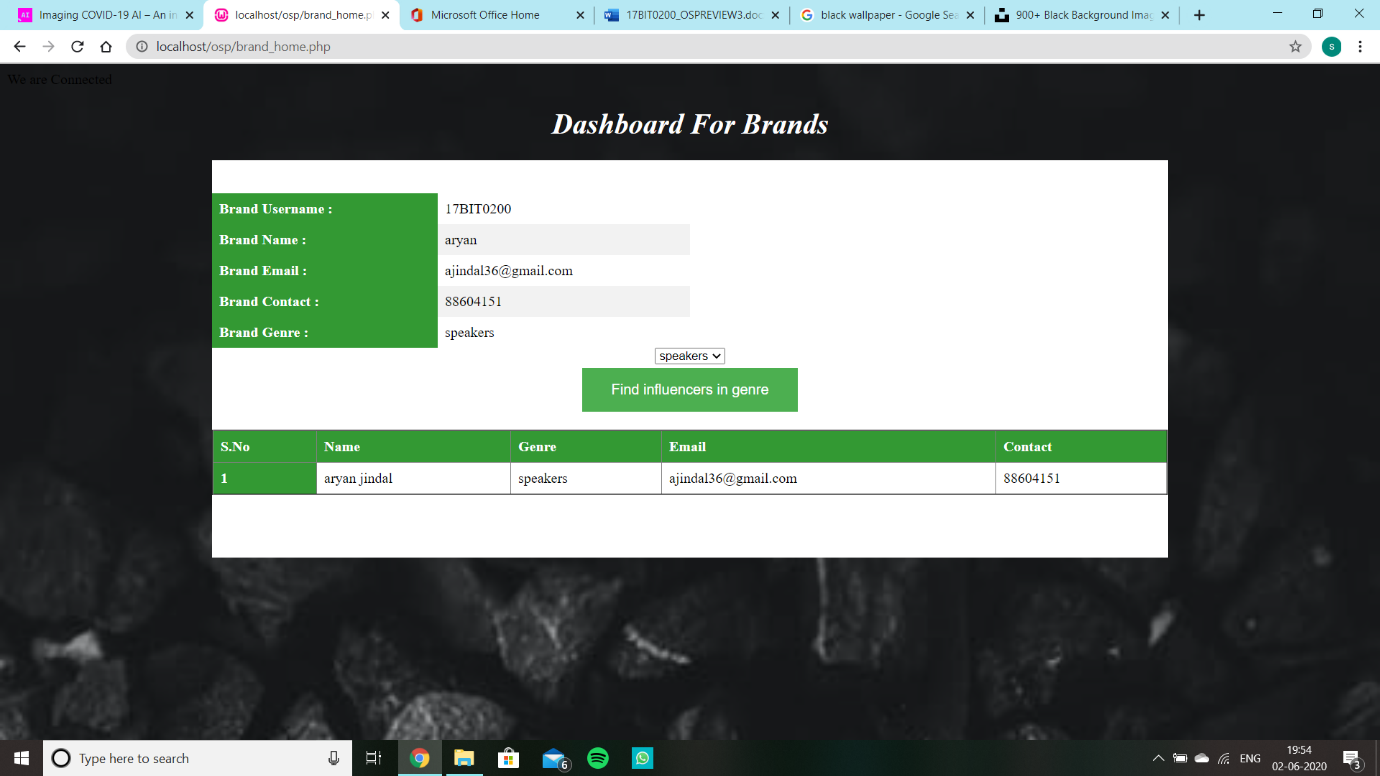 Imaging COVID-19 AI – An in
localhost/osp/brand_home.p
Microsoft Office Home
17BIT0200_OSPREVIEW3.doc
black wallpaper - Google Sea
900+ Black Background Imag
localhost/osp/brand_home.php
S
We are Connected
Dashboard For Brands
Brand Username : 17BIT0200
Brand Name : aryan
Brand Email : ajindal36@gmail.com
Brand Contact : 88604151
Brand Genre : speakers
speakers
Find influencers in genre
S.No Name Genre Email Contact
1 aryan jindal speakers ajindal36@gmail.com 88604151
Type here to search
6
ENG
19:54
02-06-2020
3